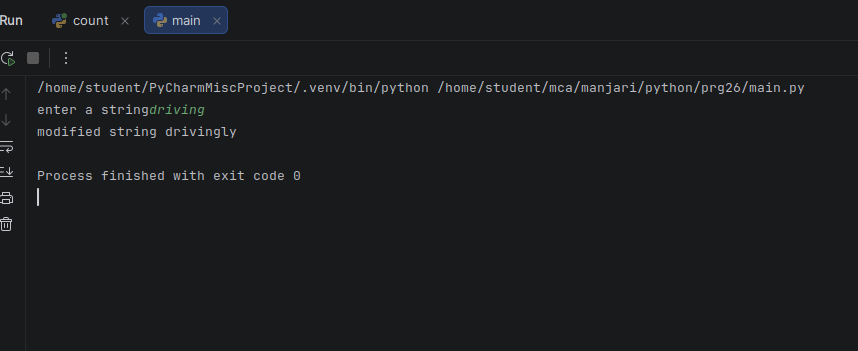 Run count × main ×
/home/student/PyCharmMiscProject/.venv/bin/python /home/student/mca/manjari/python/prg26/main.py
enter a stringdriving
modified string drivingly
Process finished with exit code 0